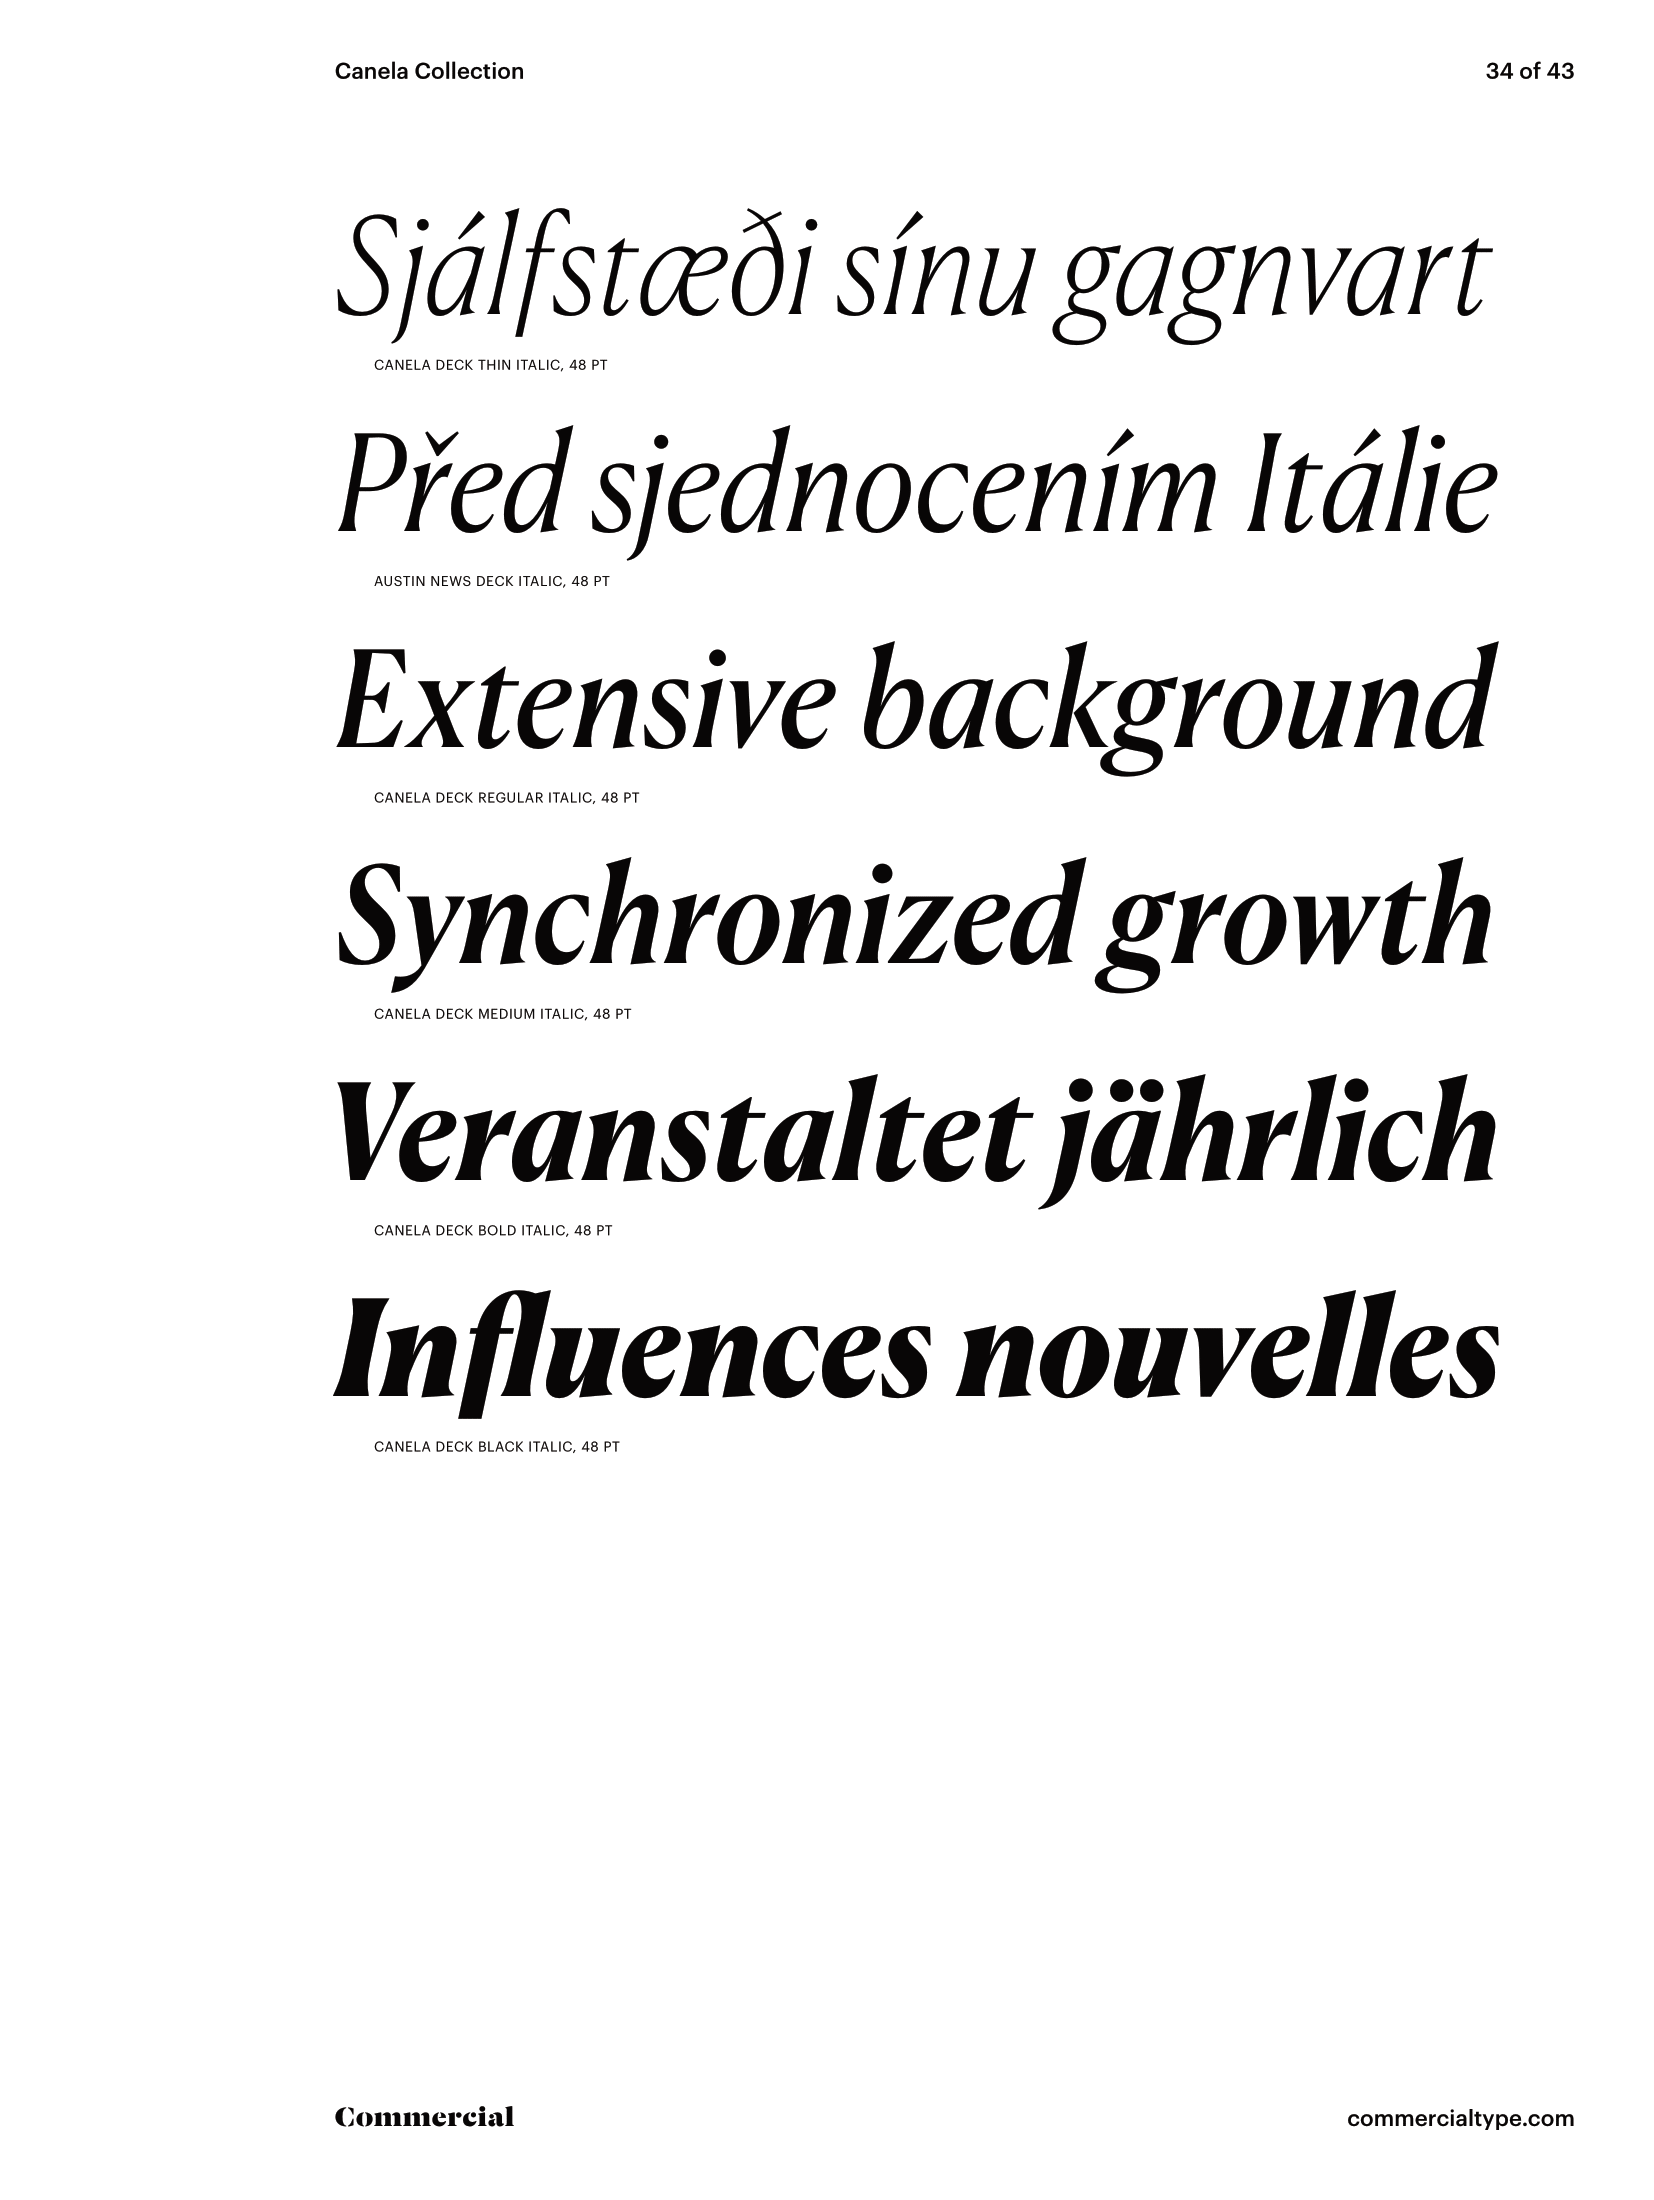 Canela Collection
34 of 43
Sjálfstæði sínu gagnvart
CANELA DECK THIN ITALIC, 48 PT
Před sjednocením Itálie
AUSTIN NEWS DECK ITALIC, 48 PT
Extensive background
CANELA DECK REGULAR ITALIC, 48 PT
Synchronized growth
CANELA DECK MEDIUM ITALIC, 48 PT
Veranstaltet jährlich
CANELA DECK BOLD ITALIC, 48 PT
Influences nouvelles
CANELA DECK BLACK ITALIC, 48 PT
Commercial
commercialtype.com